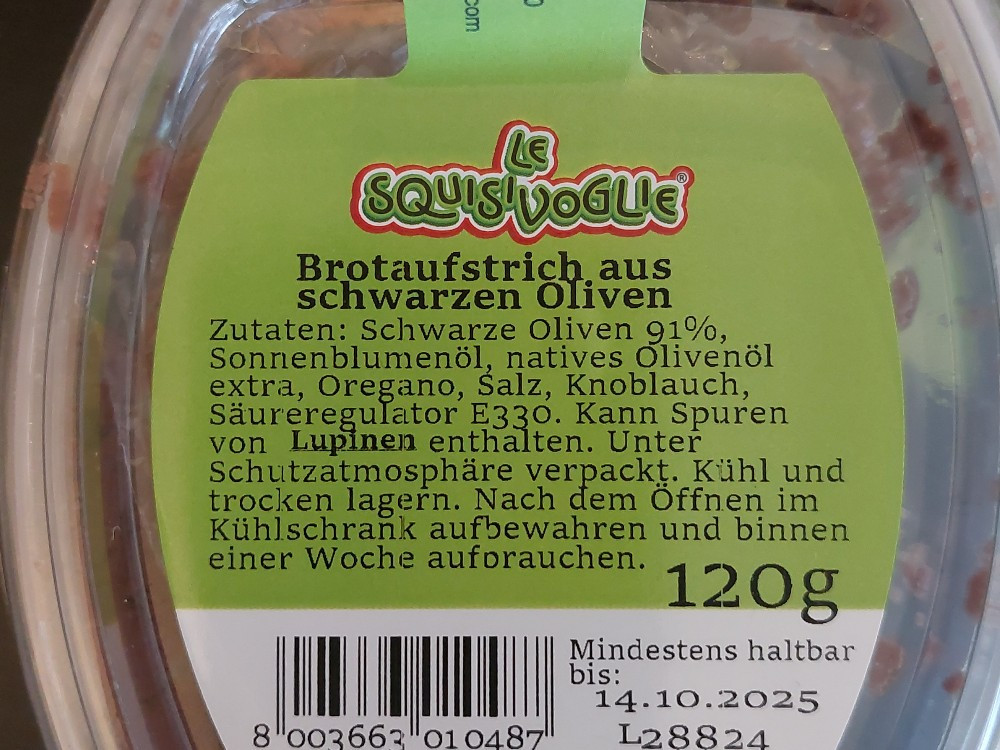 .com
LE
SQUISIVOGLIE®
Brotaufstrich aus
schwarzen Oliven
Zutaten: Schwarze Oliven 91%,
Sonnenblumenöl, natives Olivenöl
extra, Oregano, Salz, Knoblauch,
Säureregulator E330. Kann Spuren
von Lupinen enthalten. Unter
Schutzatmosphäre verpackt. Kühl und
trocken lagern. Nach dem Öffnen im
Kühlschrank aufbewahren und binnen
einer Woche aufbrauchen.
120g
Mindestens haltbar
bis:
14.10.2025
L28824
8 003663 010487